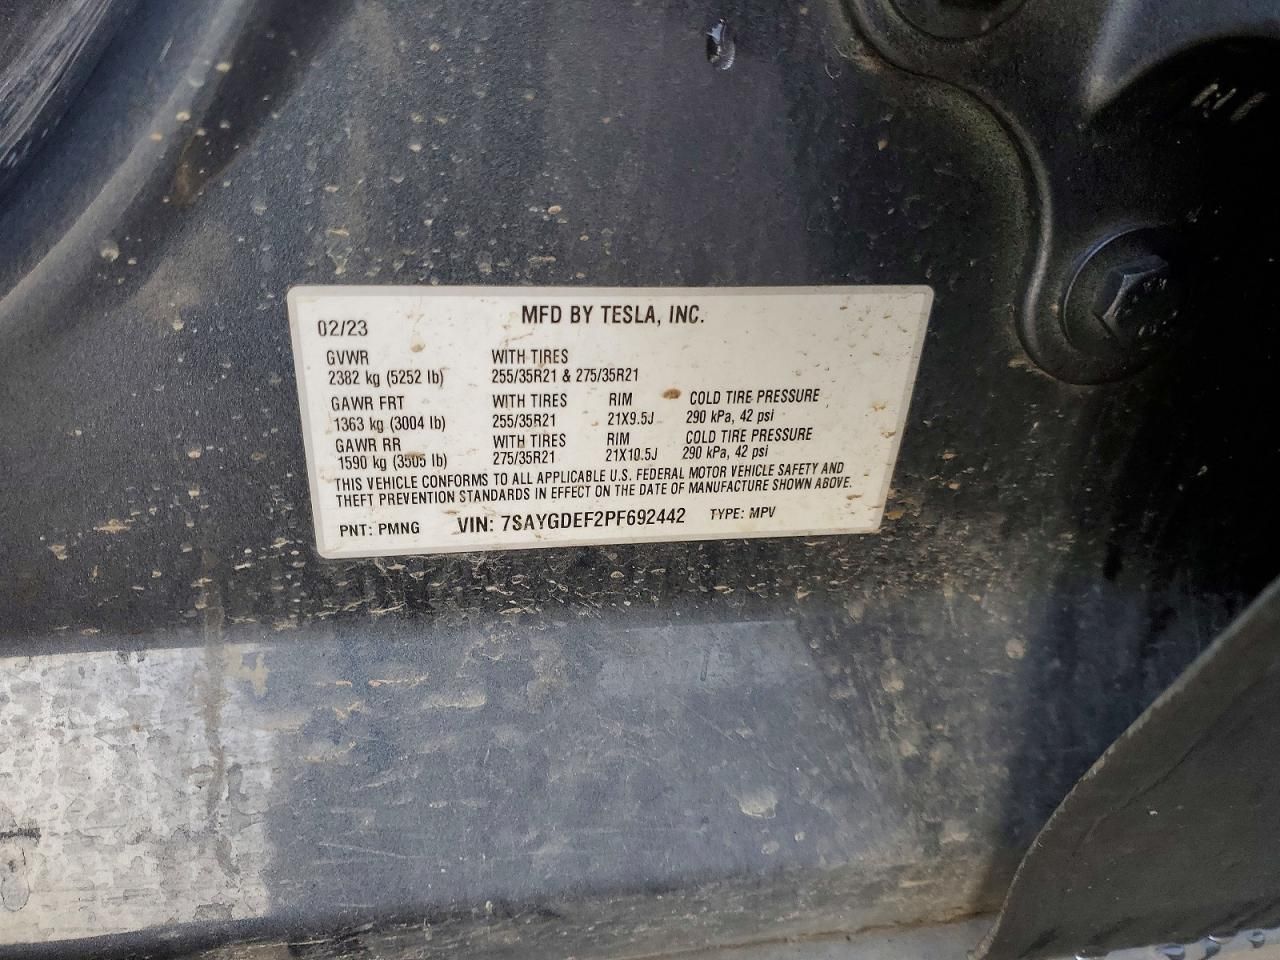 MFD BY TESLA, INC.
02/23
GVWR WITH TIRES
2382 kg (5252 lb) 255/35R21 & 275/35R21
GAWR FRT WITH TIRES RIM COLD TIRE PRESSURE
1363 kg (3004 lb) 255/35R21 21X9.5J 290 kPa, 42 psi
GAWR RR WITH TIRES RIM COLD TIRE PRESSURE
1590 kg (3505 lb) 275/35R21 21X10.5J 290 kPa, 42 psi
THIS VEHICLE CONFORMS TO ALL APPLICABLE U.S. FEDERAL MOTOR VEHICLE SAFETY AND
THEFT PREVENTION STANDARDS IN EFFECT ON THE DATE OF MANUFACTURE SHOWN ABOVE.
PNT: PMNG VIN: 7SAYGDEF2PF692442 TYPE: MPV